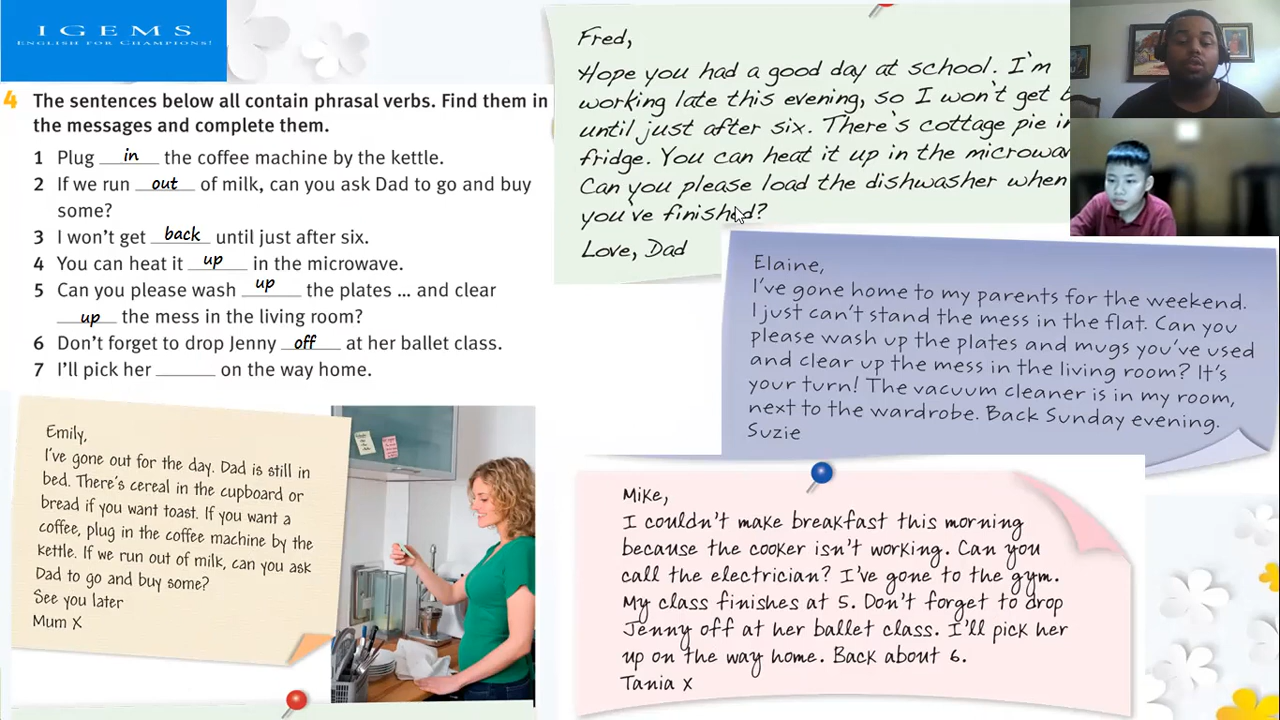 IGEMS
ENGLISH FOR CHAMPIONS!
4 The sentences below all contain phrasal verbs. Find them in
the messages and complete them.
1 Plug in the coffee machine by the kettle.
2 If we run out of milk, can you ask Dad to go and buy
some?
3 I won't get back until just after six.
4 You can heat it up in the microwave.
5 Can you please wash up the plates ... and clear
up the mess in the living room?
6 Don't forget to drop Jenny off at her ballet class.
7 I'll pick her ______ on the way home.
Fred,
Hope you had a good day at school. I'm
working late this evening, so I won't get
until just after six. There's cottage pie in
fridge. You can heat it up in the
Can you please load the dishwasher when
you've finished?
Love, Dad
Elaine,
I've gone home to my parents for the weekend.
I just can't stand the mess in the flat. Can you
please wash up the plates and mugs you've used
and clear up the mess in the living room? It's
your turn! The vacuum cleaner is in my room,
next to the wardrobe. Back Sunday evening.
Suzie
Emily,
I've gone out for the day. Dad is still in
bed. There's cereal in the cupboard or
bread if you want toast. If you want a
coffee, plug in the coffee machine by the
kettle. If we run out of milk, can you ask
Dad to go and buy some?
See you later
Mum X
Mike,
I couldn't make breakfast this morning
because the cooker isn't working. Can you
call the electrician? I've gone to the gym.
My class finishes at 5. Don't forget to drop
Jenny off at her ballet class. I'll pick her
up on the way home. Back about 6.
Tania X